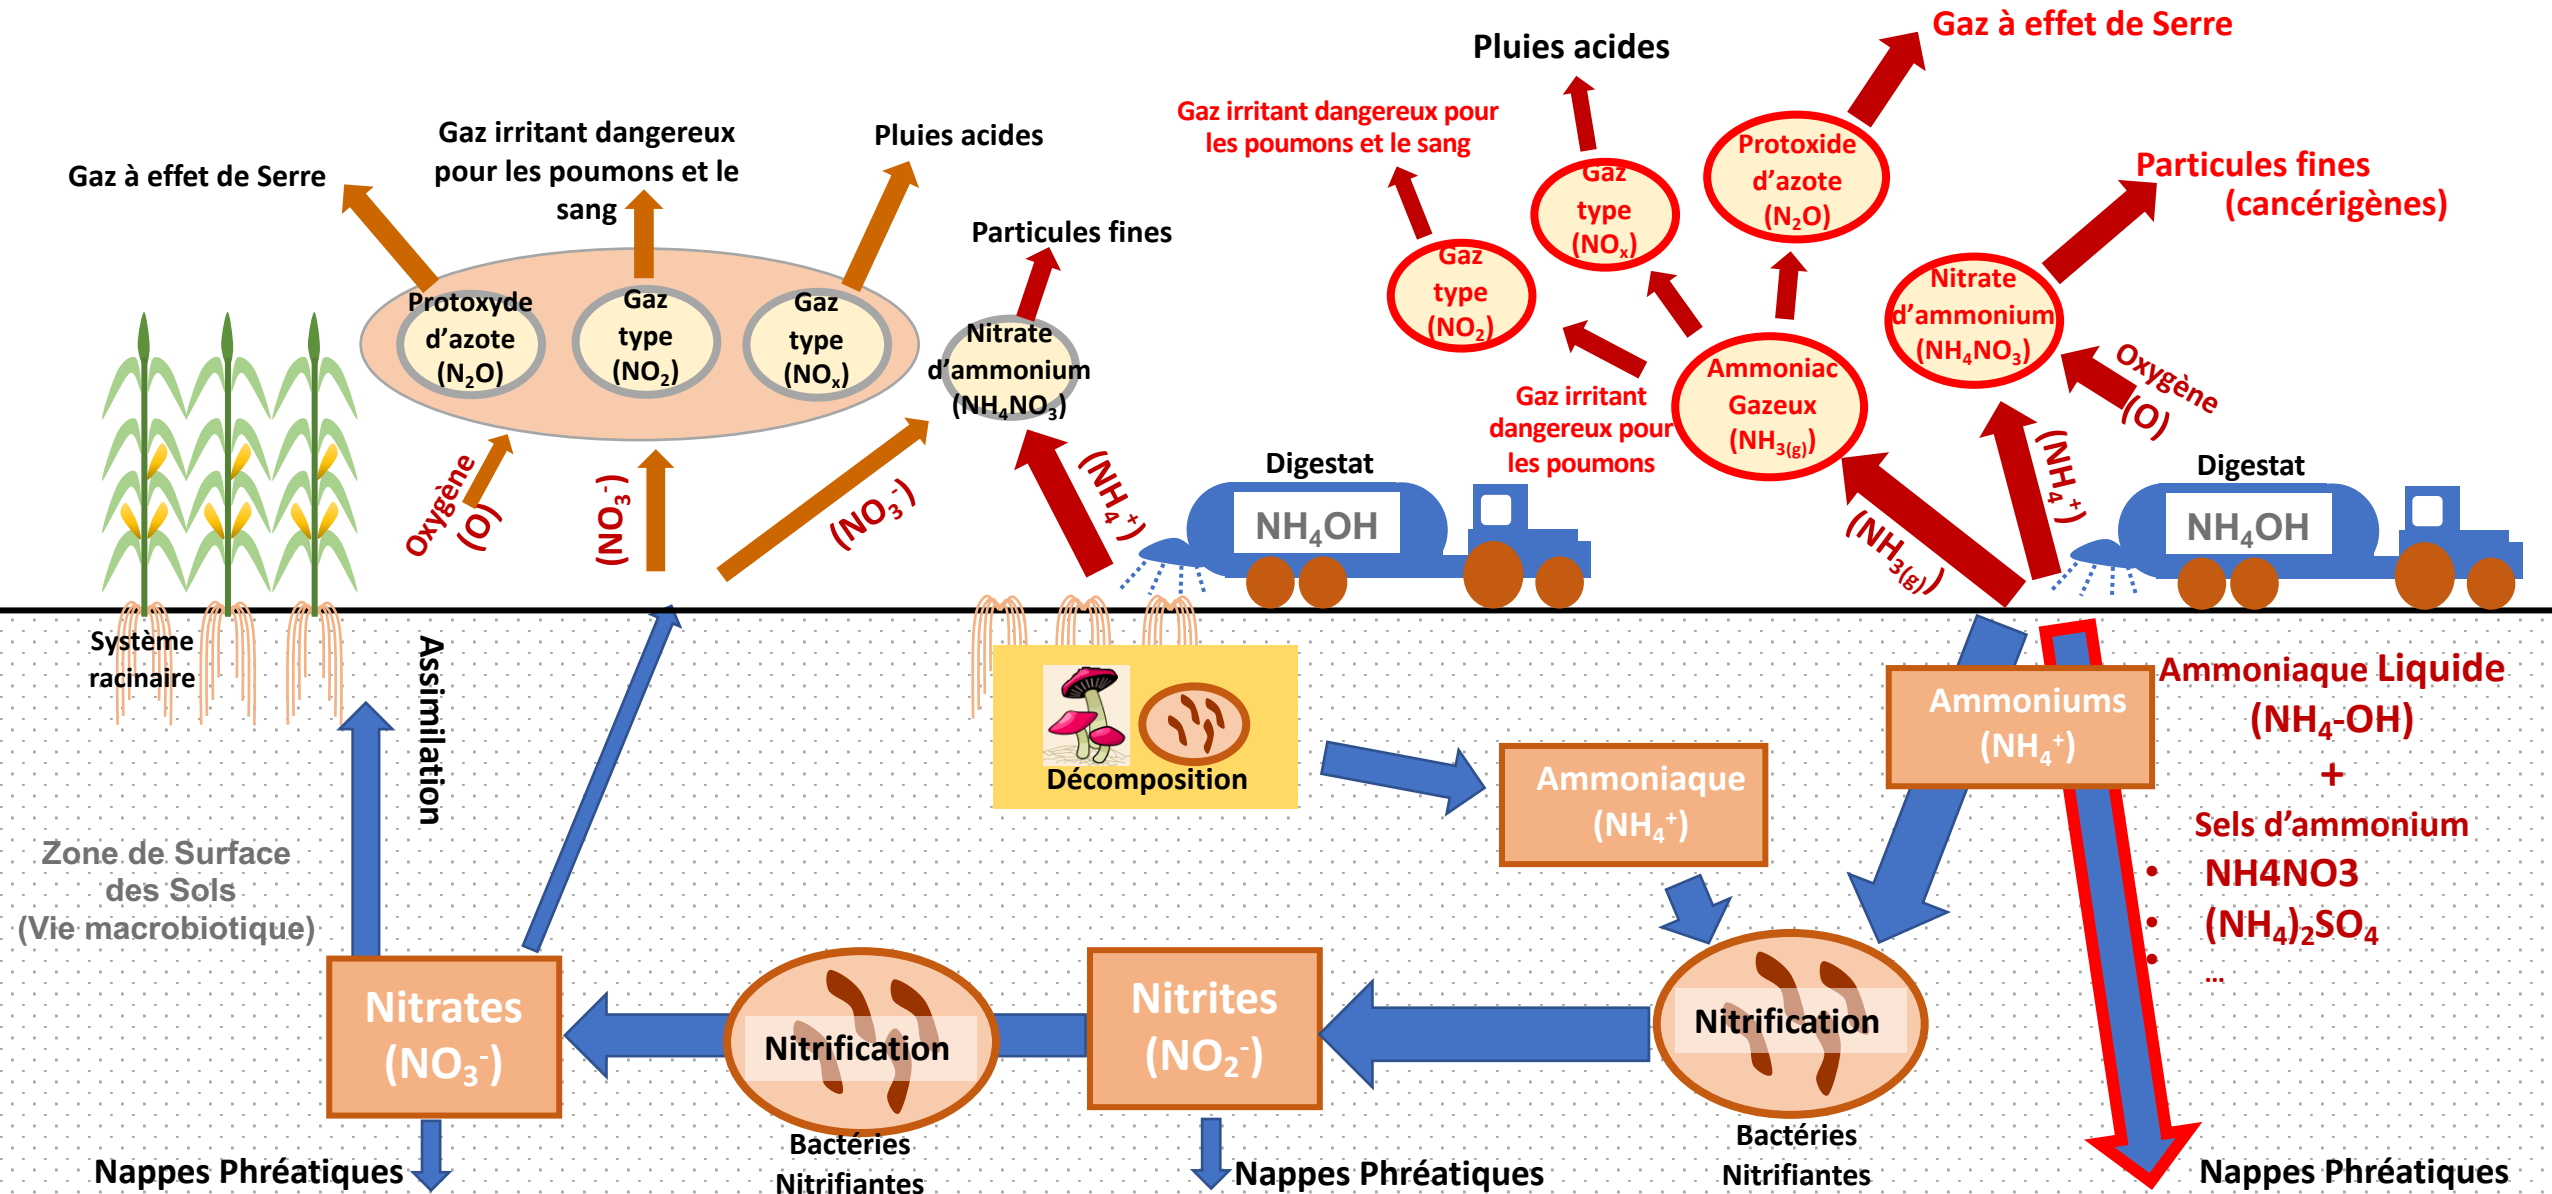 Gaz à effet de Serre
Gaz irritant dangereux
pour les poumons et le
sang
Pluies acides
Particules fines
Protoxyde
d'azote
(N₂O)
Gaz
type
(NO₂)
Gaz
type
(NOₓ)
Nitrate
d'ammonium
(NH₄NO₃)
Oxygène
(O)
(NO₃⁻)
(NO₃⁻)
(NH₄⁺)
Digestat
NH₄OH
Pluies acides
Gaz à effet de Serre
Gaz irritant dangereux pour
les poumons et le sang
Particules fines
(cancérigènes)
Protoxide
d'azote
(N₂O)
Gaz
type
(NOₓ)
Gaz
type
(NO₂)
Nitrate
d'ammonium
(NH₄NO₃)
Ammoniac
Gazeux
(NH₃(g))
Gaz irritant
dangereux pour
les poumons
Oxygène
(O)
(NH₄⁺)
(NH₃(g))
Digestat
NH₄OH
Système
racinaire
Assimilation
Zone de Surface
des Sols
(Vie macrobiotique)
Décomposition
Ammoniaque
(NH₄⁺)
Ammoniums
(NH₄⁺)
Ammoniaque Liquide
(NH₄-OH)
+
Sels d'ammonium
• NH4NO3
• (NH₄)₂SO₄
• ...
Nitrates
(NO₃⁻)
Nitrification
Bactéries
Nitrifiantes
Nitrites
(NO₂⁻)
Nitrification
Bactéries
Nitrifiantes
Nappes Phréatiques
Nappes Phréatiques
Nappes Phréatiques